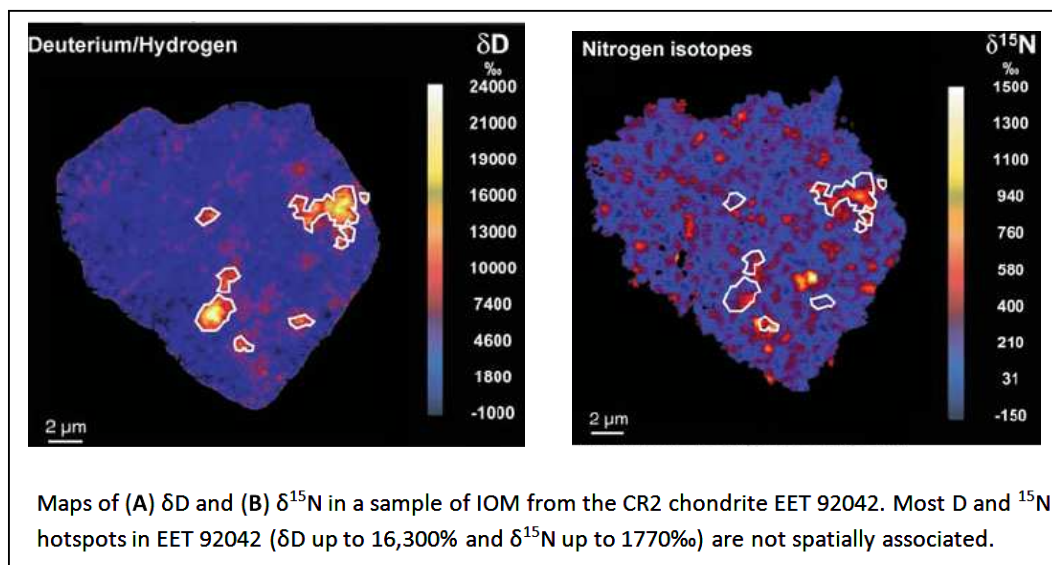 Deuterium/Hydrogen
δD
‰
24000
21000
19000
16000
13000
10000
7400
4600
1800
-1000
2 µm
Nitrogen isotopes
δ¹⁵N
‰
1500
1300
1100
940
760
580
400
210
31
-150
2 µm
Maps of (A) δD and (B) δ¹⁵N in a sample of IOM from the CR2 chondrite EET 92042. Most D and ¹⁵N
hotspots in EET 92042 (δD up to 16,300% and δ¹⁵N up to 1770‰) are not spatially associated.